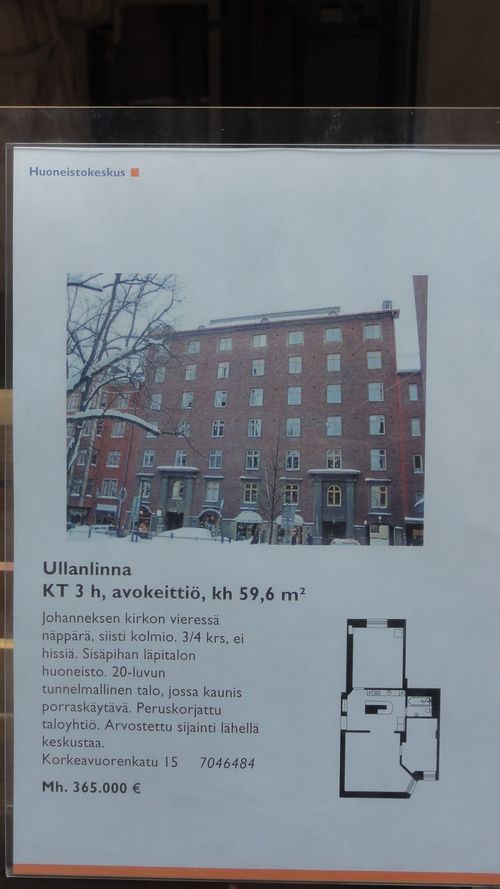 Huoneistokeskus
Ullanlinna
KT 3 h, avokeittiö, kh 59,6 m²
Johanneksen kirkon vieressä
näppärä, siisti kolmio. 3/4 krs, ei
hissiä. Sisäpihan läpitalon
huoneisto. 20-luvun
tunnelmallinen talo, jossa kaunis
porraskäytävä. Peruskorjattu
taloyhtiö. Arvostettu sijainti lähellä
keskustaa.
Korkeavuorenkatu 15 7046484
Mh. 365.000 €